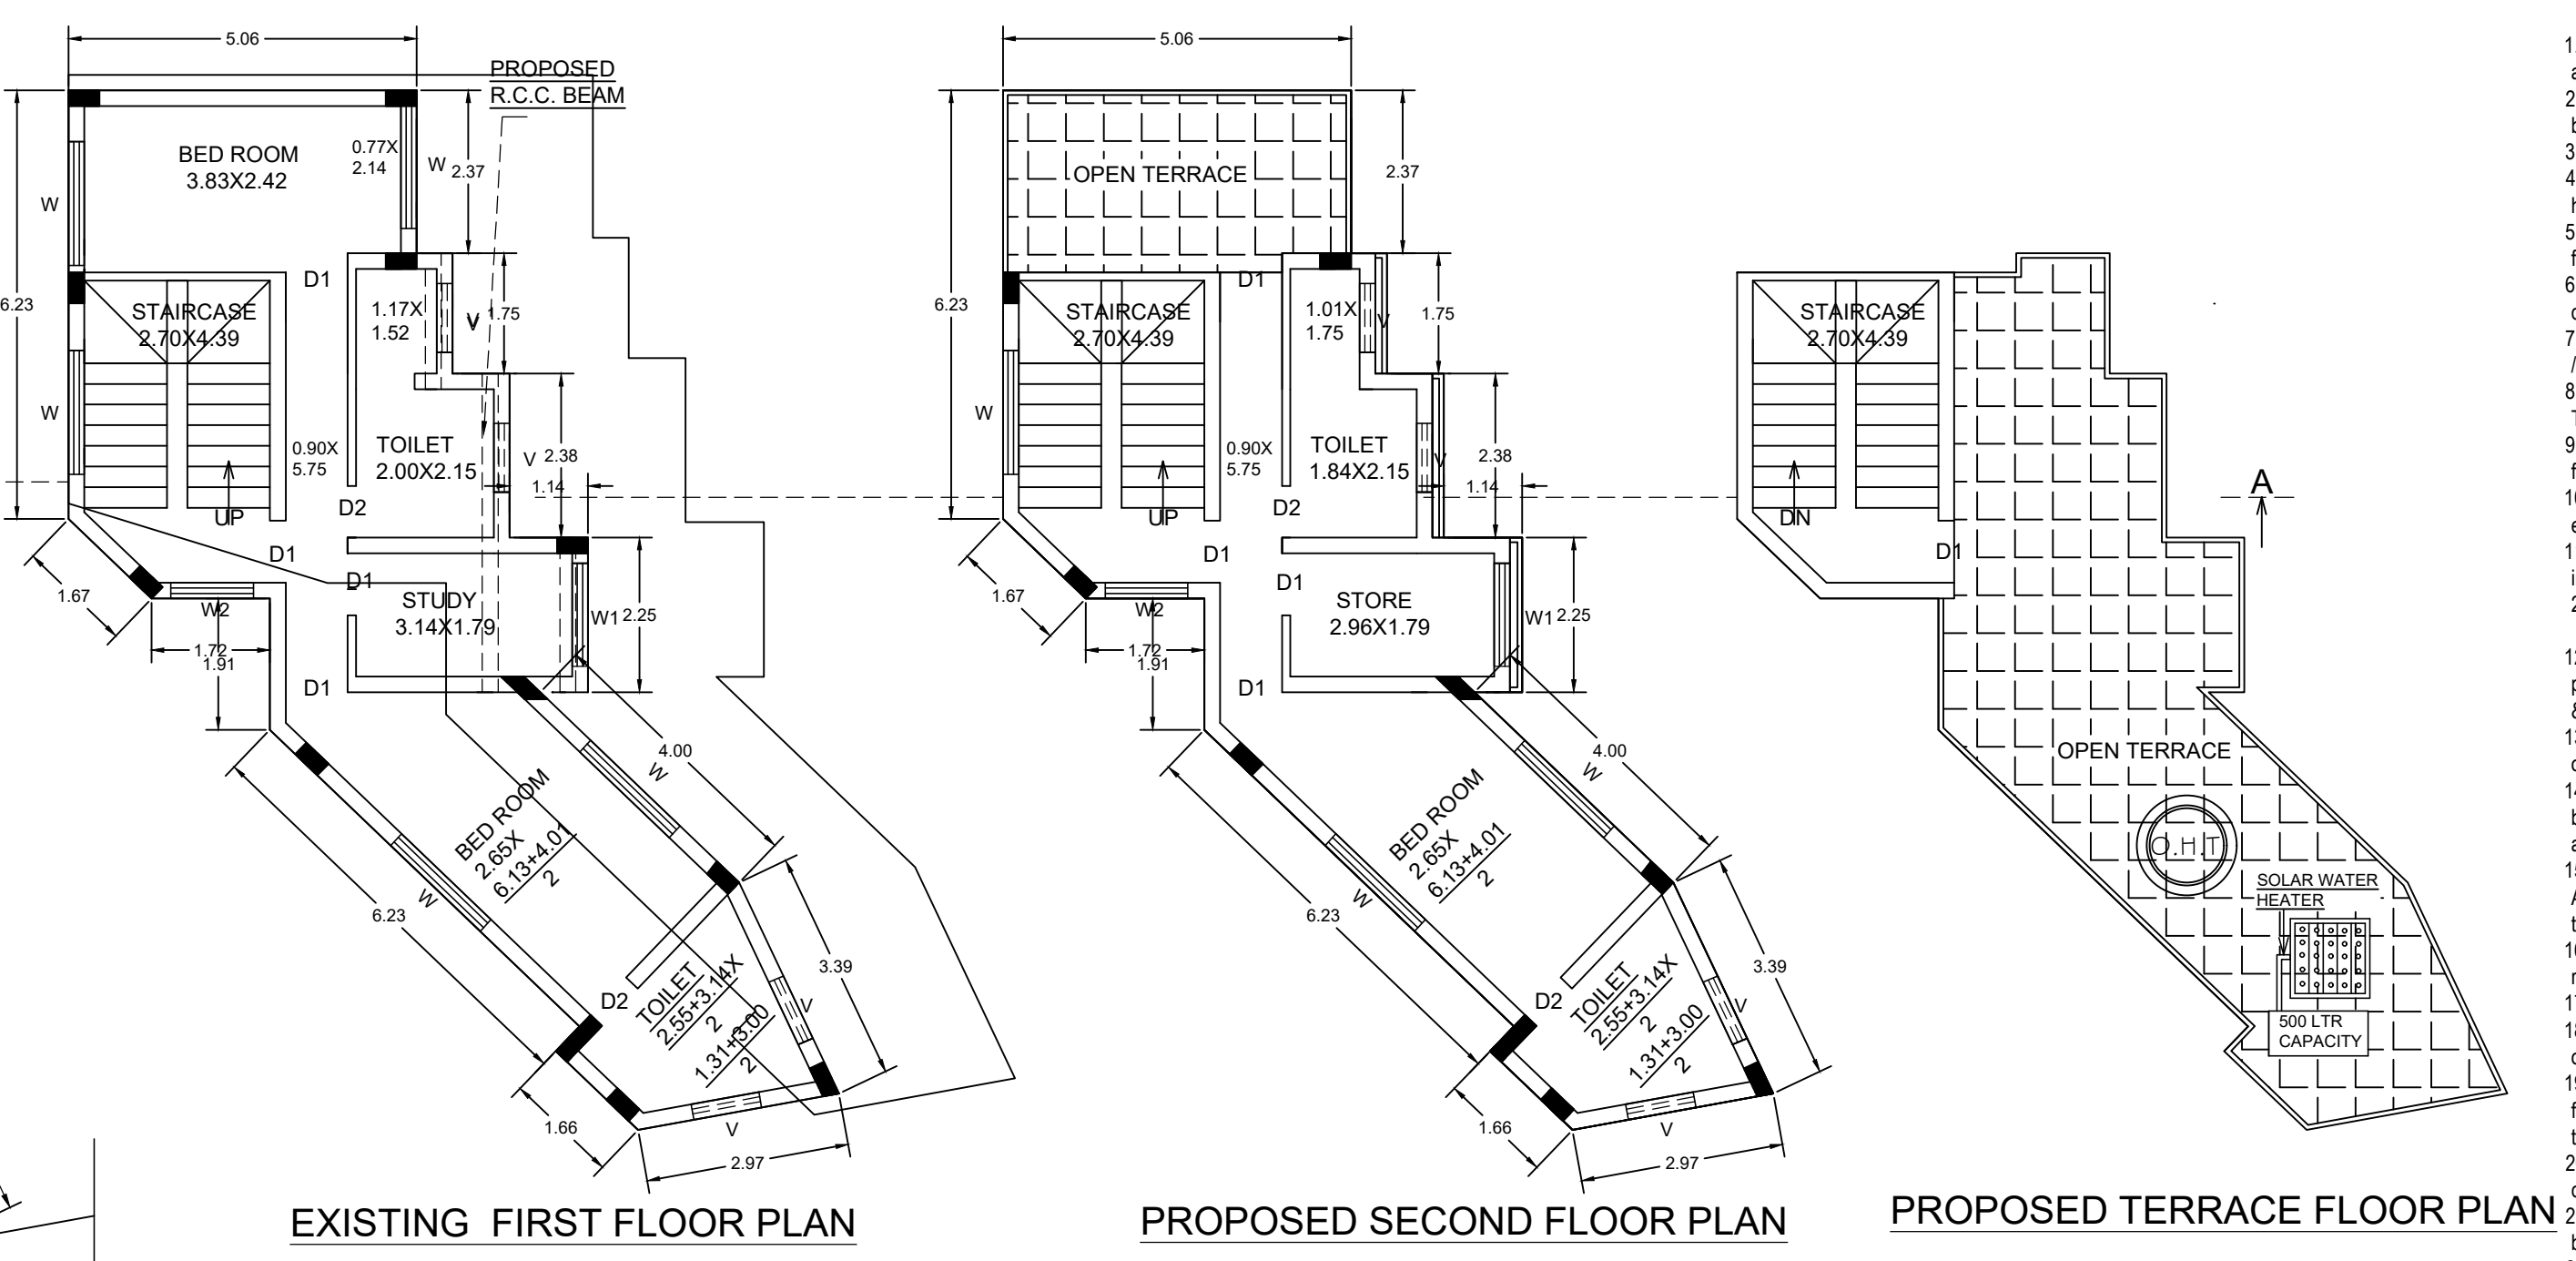 5.06
PROPOSED
R.C.C. BEAM
BED ROOM
3.83X2.42
0.77X
2.14
W
2.37
W
6.23
D1
STAIRCASE
2.70X4.39
1.17X
1.52
V
1.75
W
0.90X
5.75
TOILET
2.00X2.15
V
2.38
1.14
UP
D2
D1
D1
1.67
W2
STUDY
3.14X1.79
W1
2.25
1.72
1.91
D1
4.00
W
BED ROOM
2.65X
6.13+4.01
2
W
6.23
3.39
D2
TOILET
2.55+3.14X
2
1.31+3.00
2
V
1.66
V
2.97
EXISTING FIRST FLOOR PLAN
5.06
OPEN TERRACE
2.37
6.23
D1
STAIRCASE
2.70X4.39
1.01X
1.75
V
1.75
W
0.90X
5.75
TOILET
1.84X2.15
V
2.38
1.14
UP
D2
D1
D1
1.67
W2
STORE
2.96X1.79
W1
2.25
1.72
1.91
D1
4.00
W
BED ROOM
2.65X
6.13+4.01
2
W
6.23
3.39
D2
TOILET
2.55+3.14X
2
1.31+3.00
2
V
1.66
V
2.97
PROPOSED SECOND FLOOR PLAN
STAIRCASE
2.70X4.39
A
DN
D1
OPEN TERRACE
O.H.T
SOLAR WATER
HEATER
500 LTR
CAPACITY
PROPOSED TERRACE FLOOR PLAN